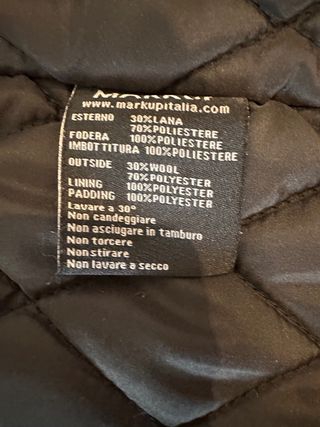 MARKUP
www.markupitalia.com
ESTERNO 30%LANA
70%POLIESTERE
FODERA 100%POLIESTERE
IMBOTTITURA 100%POLIESTERE
OUTSIDE 30%WOOL
70%POLYESTER
LINING 100%POLYESTER
PADDING 100%POLYESTER
Lavare a 30°
Non candeggiare
Non asciugare in tamburo
Non torcere
Nonstirare
Non lavare a secco